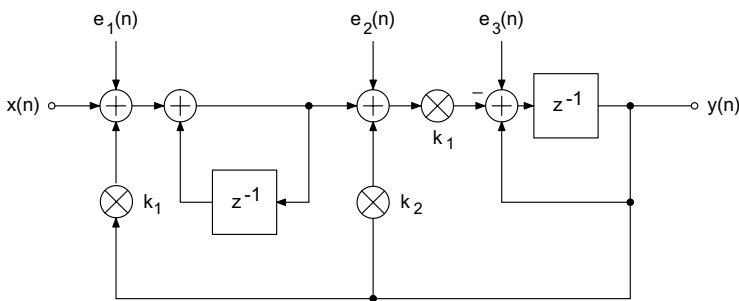 e₁(n) e₂(n) e₃(n)
x(n) + + + − + z⁻¹ y(n)
k₁
k₁ z⁻¹ k₂